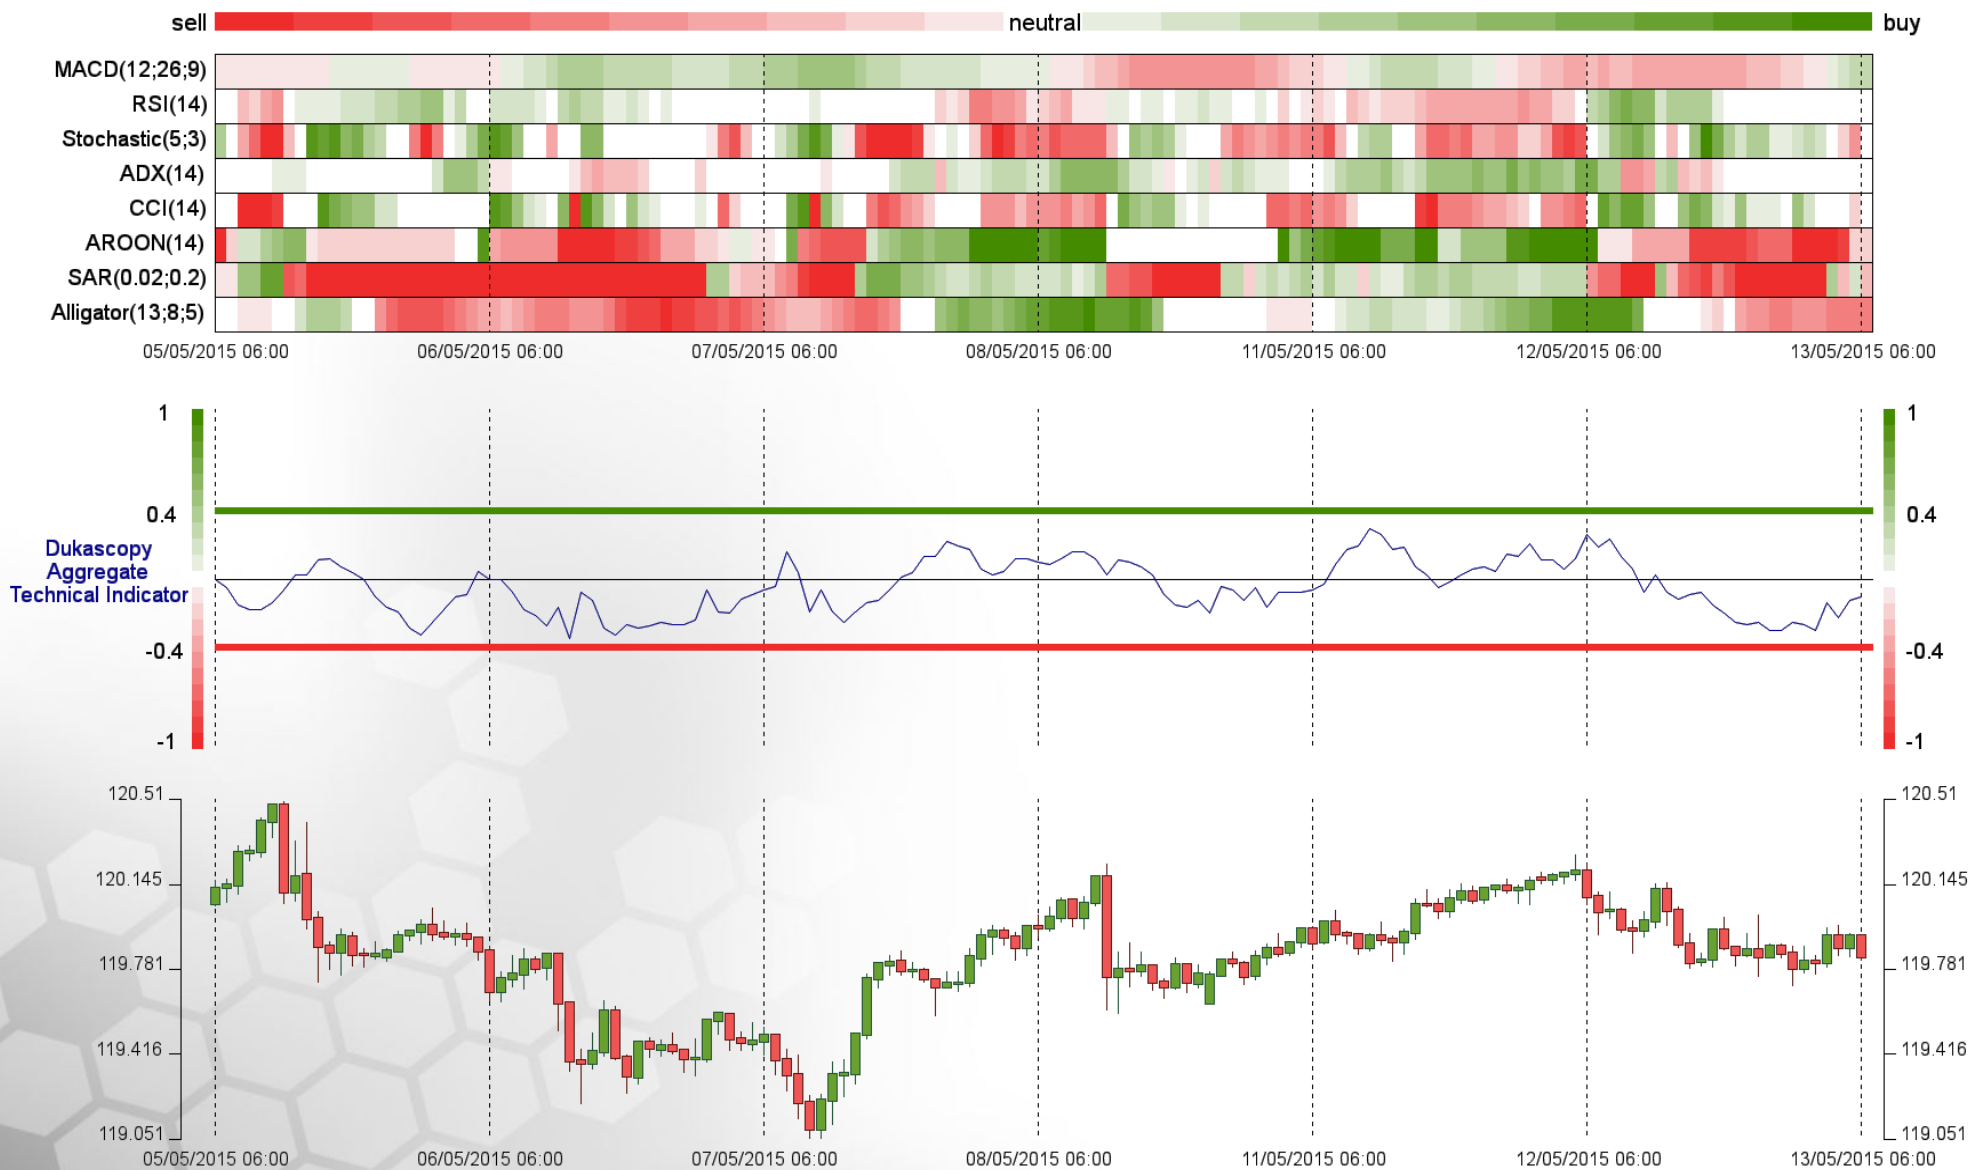 sell neutral buy
MACD(12;26;9)
RSI(14)
Stochastic(5;3)
ADX(14)
CCI(14)
AROON(14)
SAR(0.02;0.2)
Alligator(13;8;5)
05/05/2015 06:00 06/05/2015 06:00 07/05/2015 06:00 08/05/2015 06:00 11/05/2015 06:00 12/05/2015 06:00 13/05/2015 06:00
1 1
0.4 0.4
Dukascopy
Aggregate
Technical Indicator
-0.4 -0.4
-1 -1
120.51 120.51
120.145 120.145
119.781 119.781
119.416 119.416
119.051 119.051
05/05/2015 06:00 06/05/2015 06:00 07/05/2015 06:00 08/05/2015 06:00 11/05/2015 06:00 12/05/2015 06:00 13/05/2015 06:00